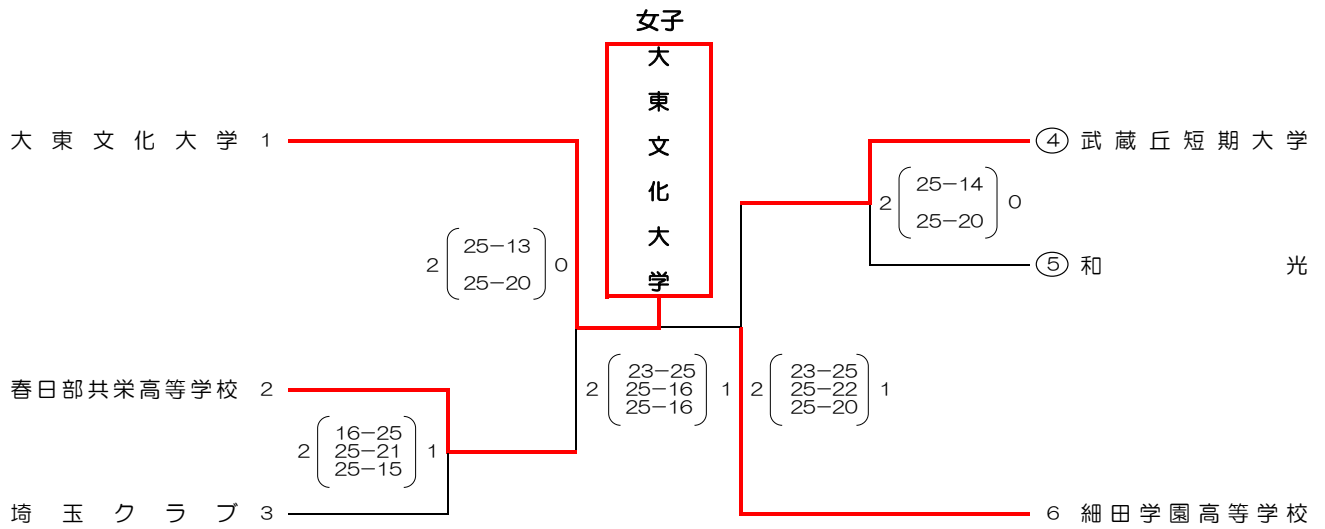 女子
大東文化大学
大東文化大学 1
④ 武蔵丘短期大学
2 25-14 0
25-20
2 25-13 0
25-20
⑤ 和光
春日部共栄高等学校 2
2 23-25 1
25-16
25-16
2 23-25 1
25-22
25-20
2 16-25 1
25-21
25-15
埼玉クラブ 3
6 細田学園高等学校